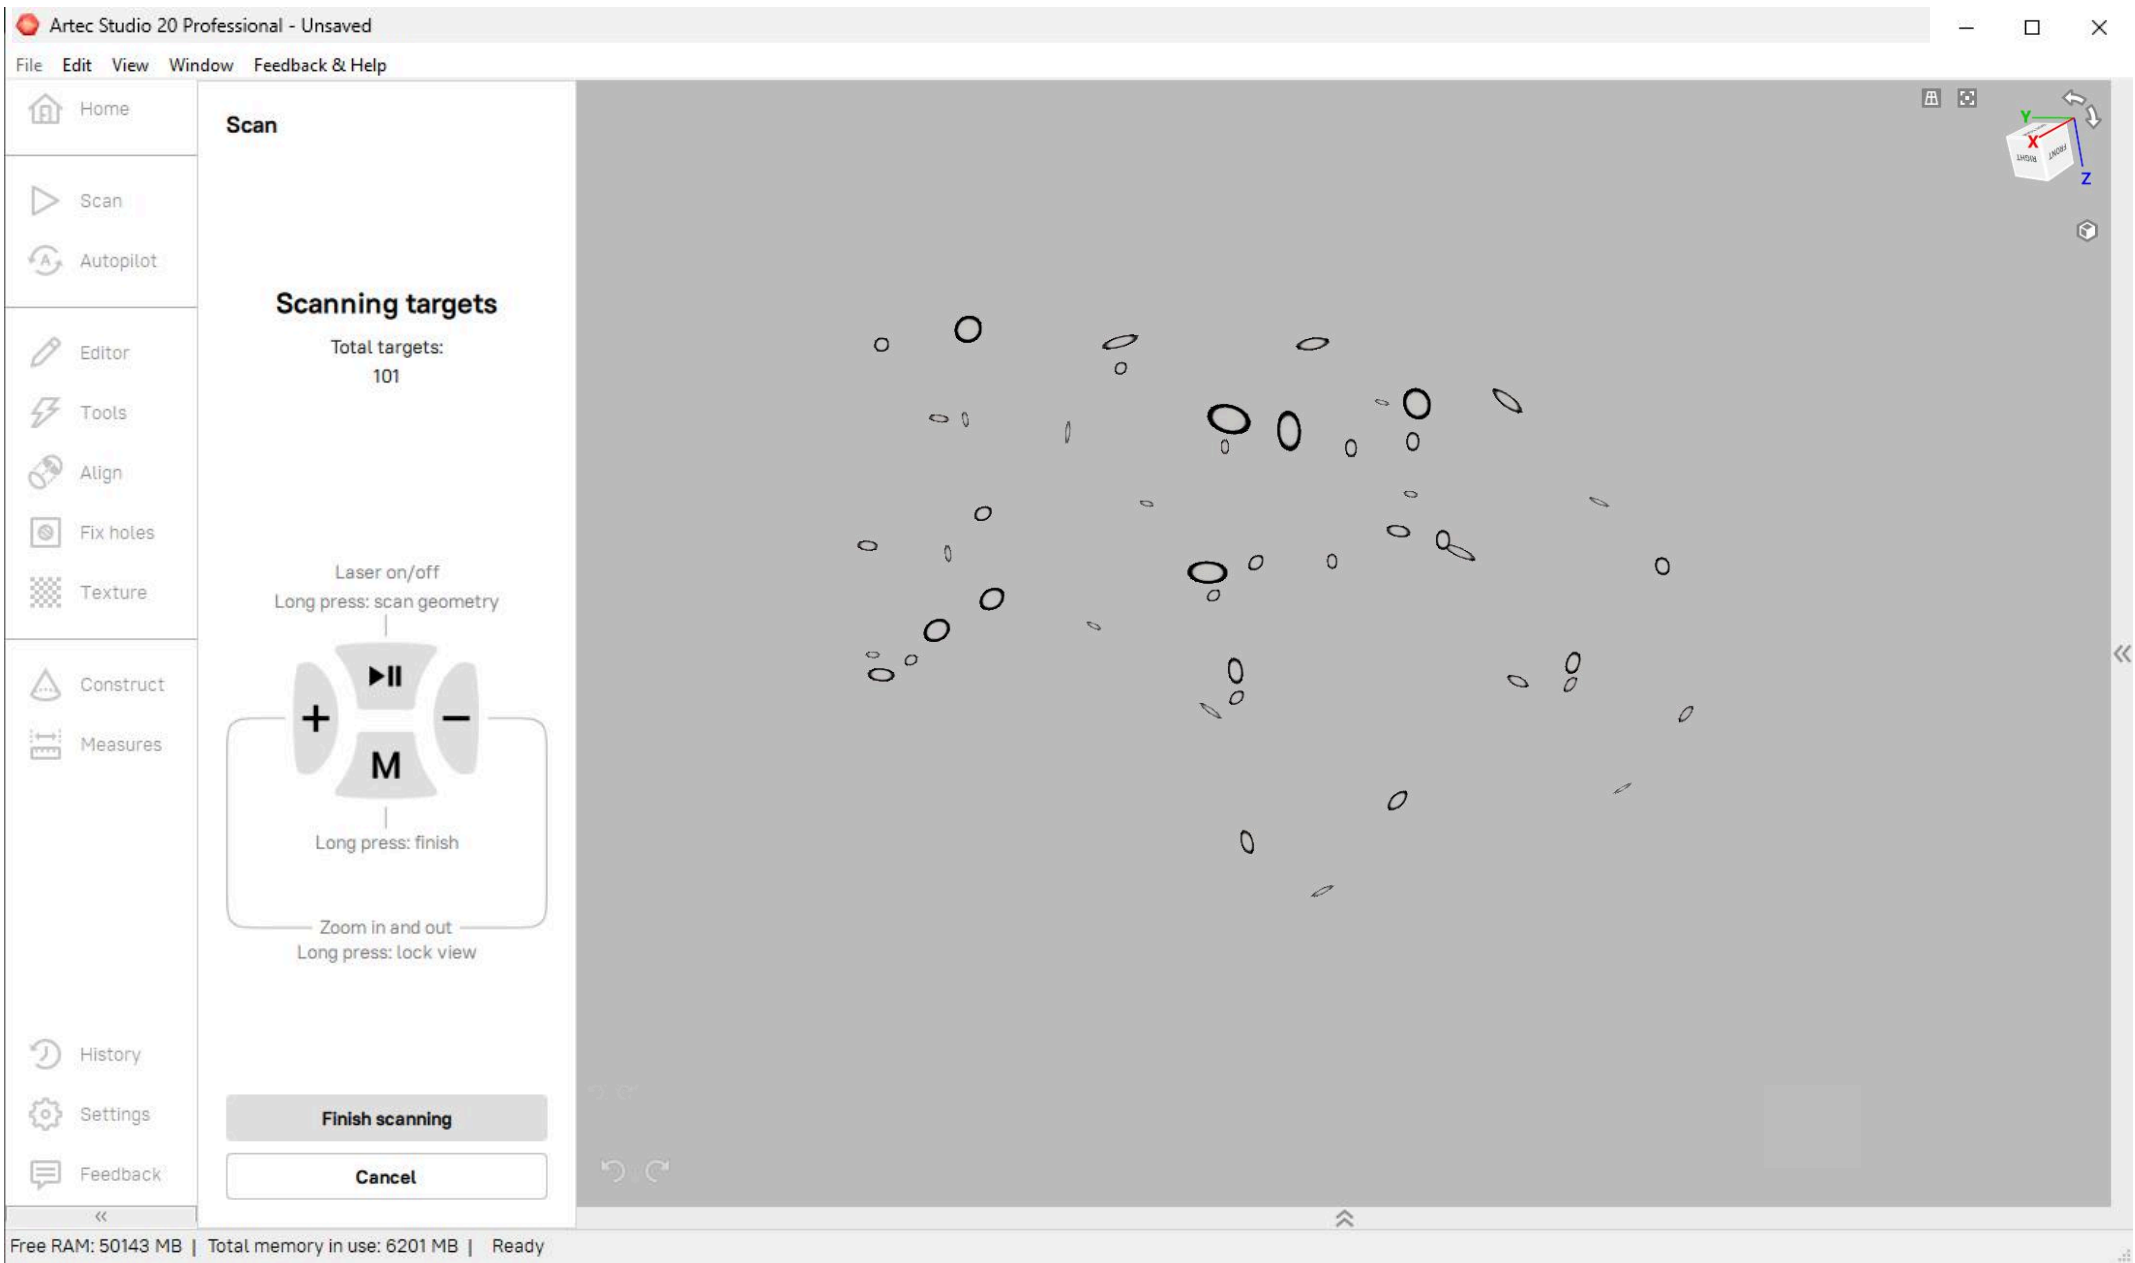 Artec Studio 20 Professional - Unsaved
File Edit View Window Feedback & Help
Home
Scan
Autopilot
Editor
Tools
Align
Fix holes
Texture
Construct
Measures
History
Settings
Feedback
Scan
Scanning targets
Total targets:
101
Laser on/off
Long press: scan geometry
+
−
M
Long press: finish
Zoom in and out
Long press: lock view
Finish scanning
Cancel
Y
X
Z
RIGHT
FRONT
Free RAM: 50143 MB | Total memory in use: 6201 MB | Ready